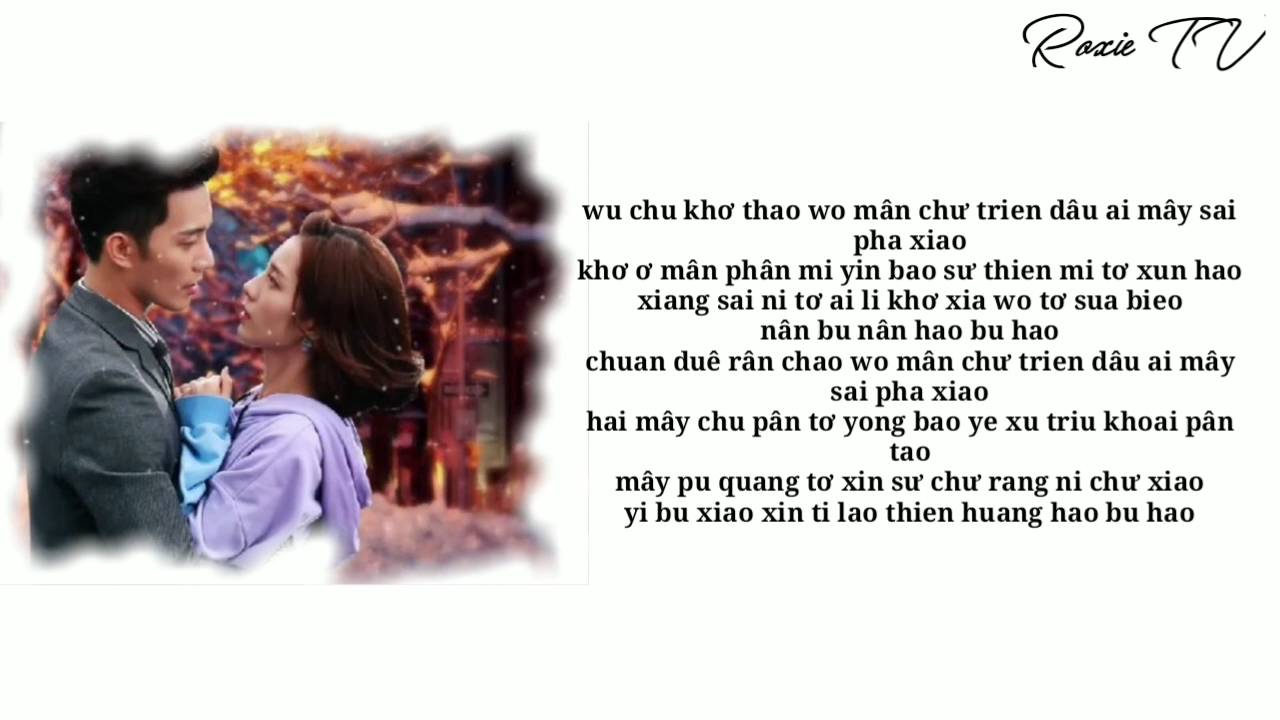 Roxie TV
wu chu khơ thao wo mân chư trien dâu ai mây sai
pha xiao
khơ ơ mân phân mi yin bao sư thien mi tơ xun hao
xiang sai ni tơ ai li khơ xia wo tơ sua bieo
nân bu nân hao bu hao
chuan duê rân chao wo mân chư trien dâu ai mây
sai pha xiao
hai mây chu pân tơ yong bao ye xu triu khoai pân
tao
mây pu quang tơ xin sư chư rang ni chư xiao
yi bu xiao xin ti lao thien huang hao bu hao